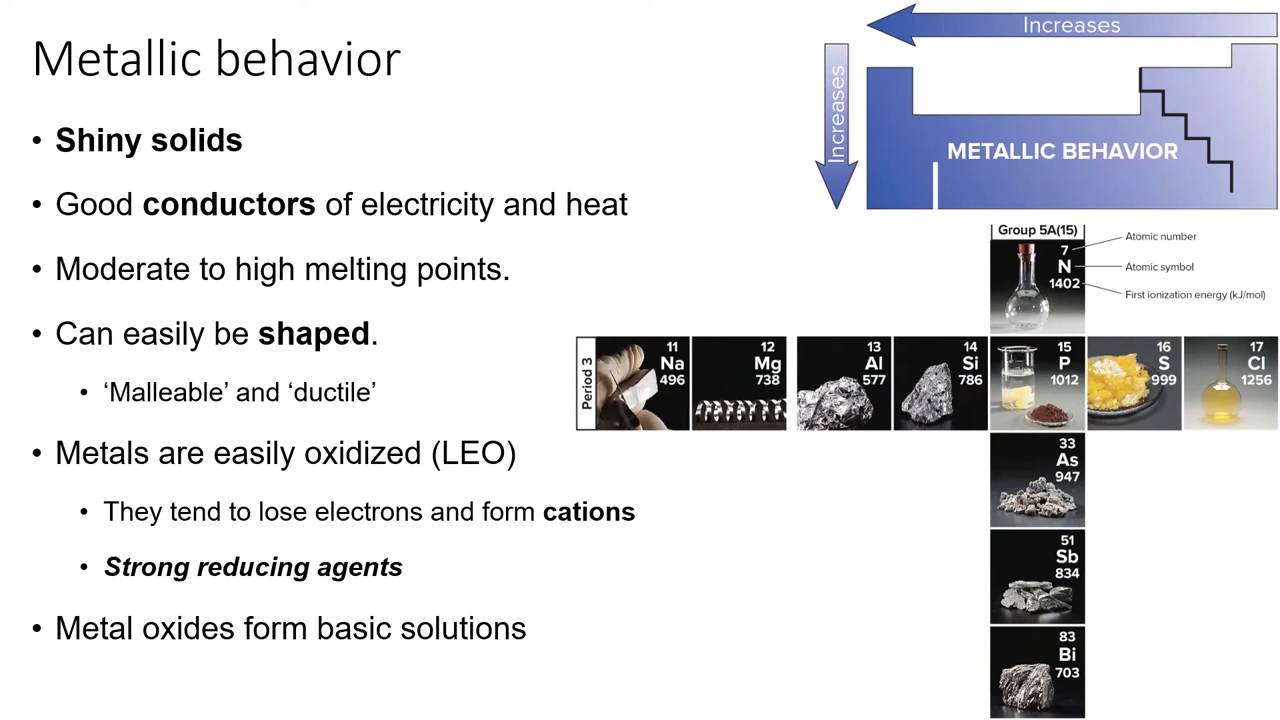 Metallic behavior
• Shiny solids
• Good conductors of electricity and heat
• Moderate to high melting points.
• Can easily be shaped.
• ‘Malleable’ and ‘ductile’
• Metals are easily oxidized (LEO)
• They tend to lose electrons and form cations
• Strong reducing agents
• Metal oxides form basic solutions
Increases
Increases
METALLIC BEHAVIOR
Group 5A(15)
7
N
1402
Atomic number
Atomic symbol
First ionization energy (kJ/mol)
Period 3
11
Na
496
12
Mg
738
13
Al
577
14
Si
786
15
P
1012
16
S
999
17
Cl
1256
33
As
947
51
Sb
834
83
Bi
703